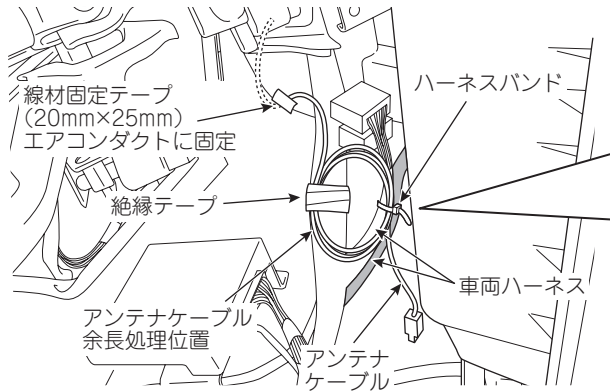 線材固定テープ
（20mm×25mm）
エアコンダクトに固定
ハーネスバンド
絶縁テープ
車両ハーネス
アンテナケーブル
余長処理位置
アンテナ
ケーブル